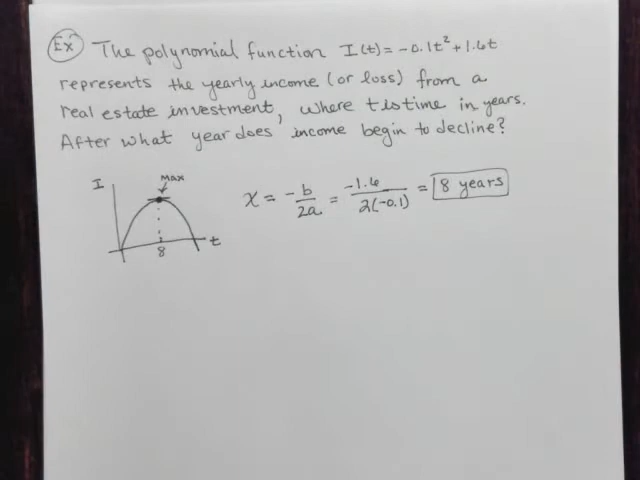 Ex The polynomial function I(t) = -0.1t² + 1.6t
represents the yearly income (or loss) from a
real estate investment, where t is time in years.
After what year does income begin to decline?
I
Max
x = -b/2a = -1.6/2(-0.1) = 8 years
t
8